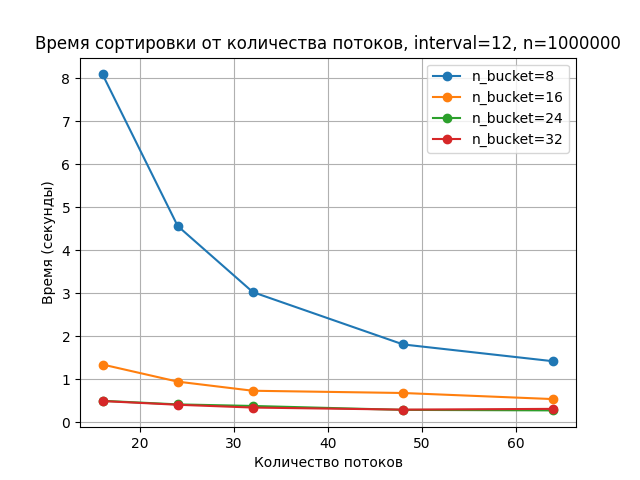 Время сортировки от количества потоков, interval=12, n=1000000
n_bucket=8
n_bucket=16
n_bucket=24
n_bucket=32
Время (секунды)
8
7
6
5
4
3
2
1
0
20 30 40 50 60
Количество потоков